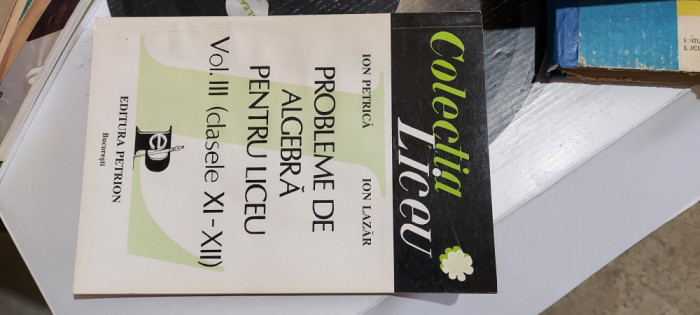 Colecția
Liceu
ION PETRICĂ
ION LAZĂR
PROBLEME DE
ALGEBRĂ
PENTRU LICEU
Vol. III (clasele XI-XII)
EDITURA PETRION
București